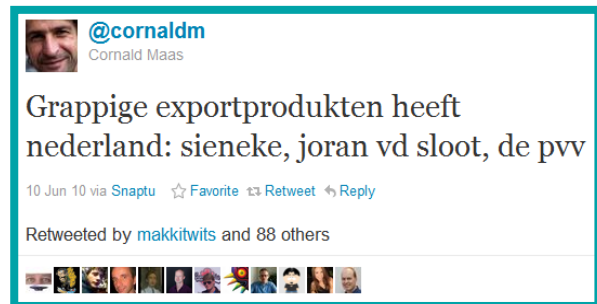 @cornaldm
Cornald Maas
Grappige exportprodukten heeft
nederland: sieneke, joran vd sloot, de pvv
10 Jun 10 via Snaptu Favorite Retweet Reply
Retweeted by makkitwits and 88 others